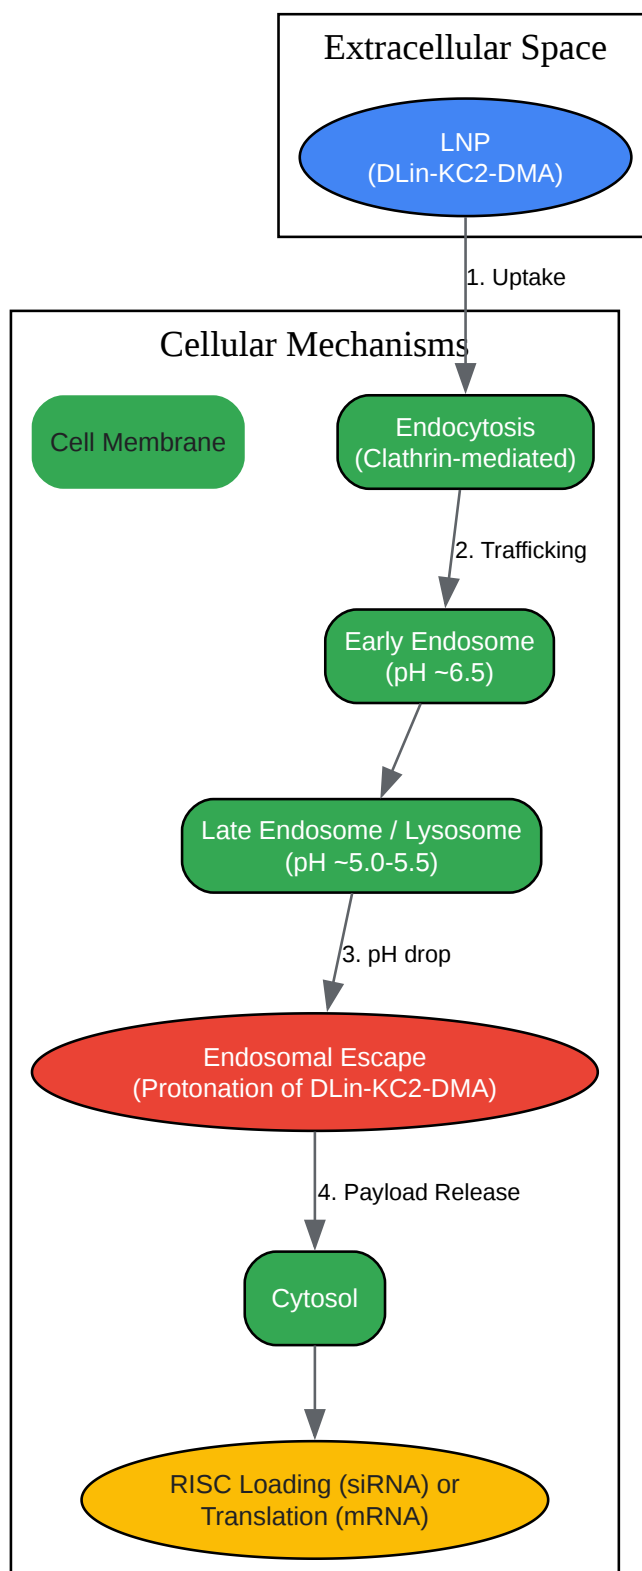 Extracellular Space
LNP
(DLin-KC2-DMA)
1. Uptake
Cellular Mechanisms
Cell Membrane
Endocytosis
(Clathrin-mediated)
2. Trafficking
Early Endosome
(pH ~6.5)
Late Endosome / Lysosome
(pH ~5.0-5.5)
3. pH drop
Endosomal Escape
(Protonation of DLin-KC2-DMA)
4. Payload Release
Cytosol
RISC Loading (siRNA) or
Translation (mRNA)